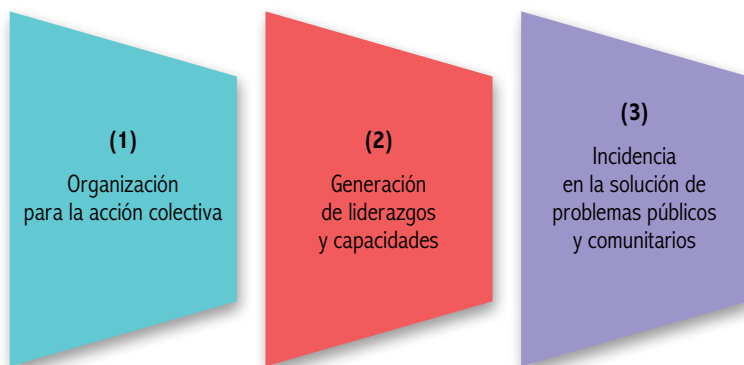 (1)
Organización
para la acción colectiva
(2)
Generación
de liderazgos
y capacidades
(3)
Incidencia
en la solución de
problemas públicos
y comunitarios